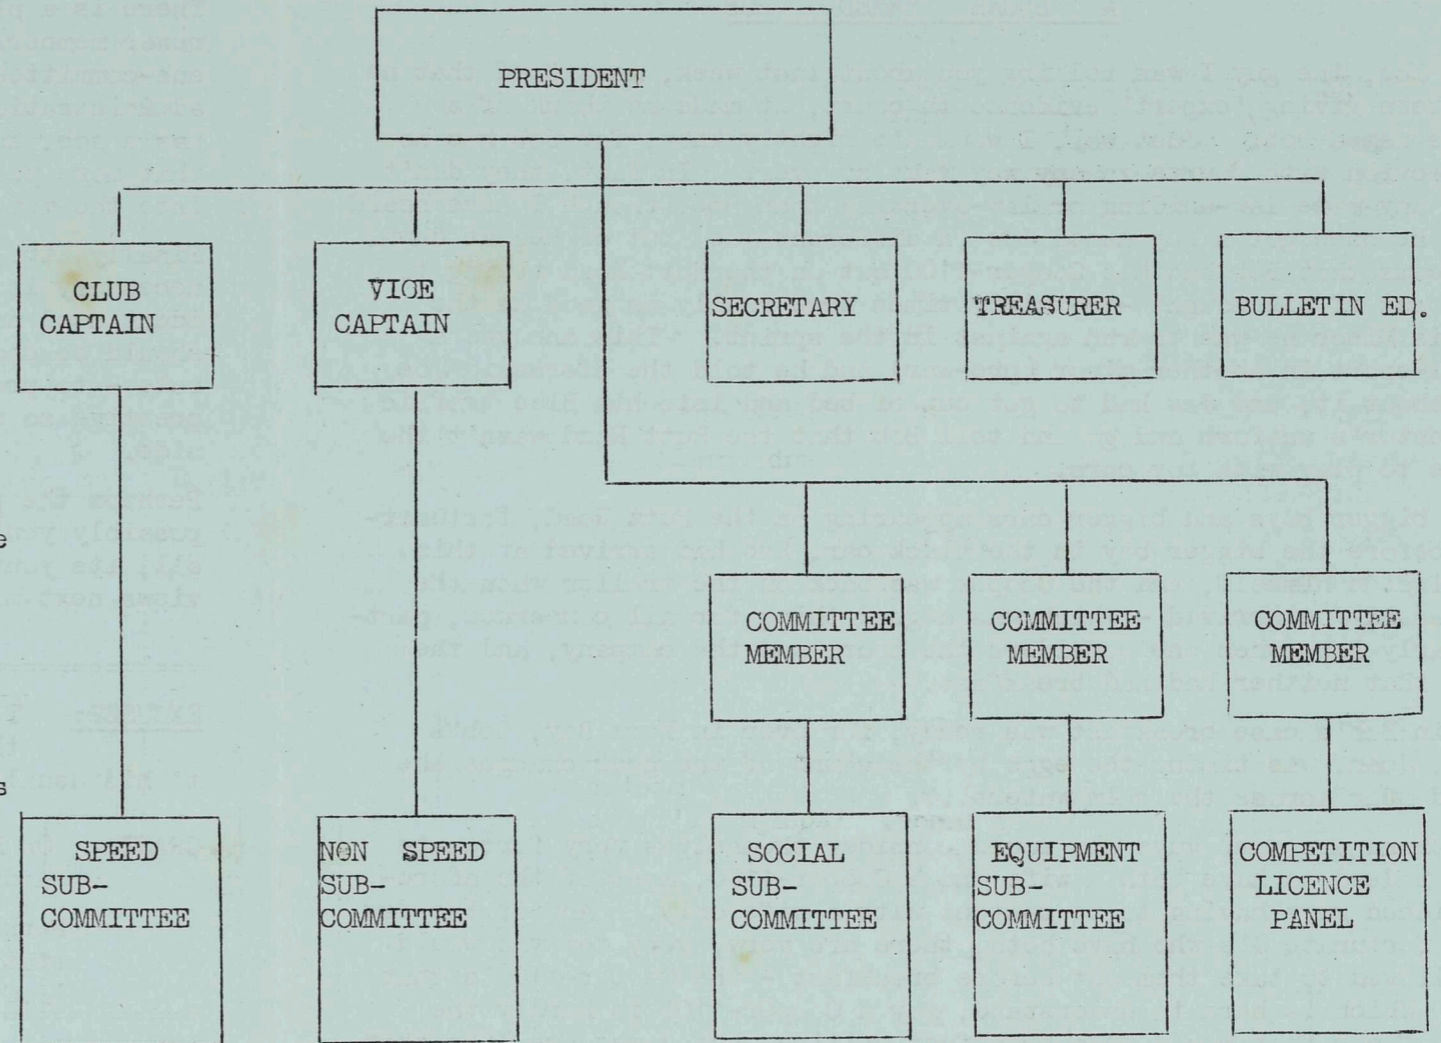 PRESIDENT
CLUB
CAPTAIN
VICE
CAPTAIN
SECRETARY
TREASURER
BULLETIN ED.
COMMITTEE
MEMBER
COMMITTEE
MEMBER
COMMITTEE
MEMBER
SPEED
SUB-
COMMITTEE
NON SPEED
SUB-
COMMITTEE
SOCIAL
SUB-
COMMITTEE
EQUIPMENT
SUB-
COMMITTEE
COMPETITION
LICENCE
PANEL